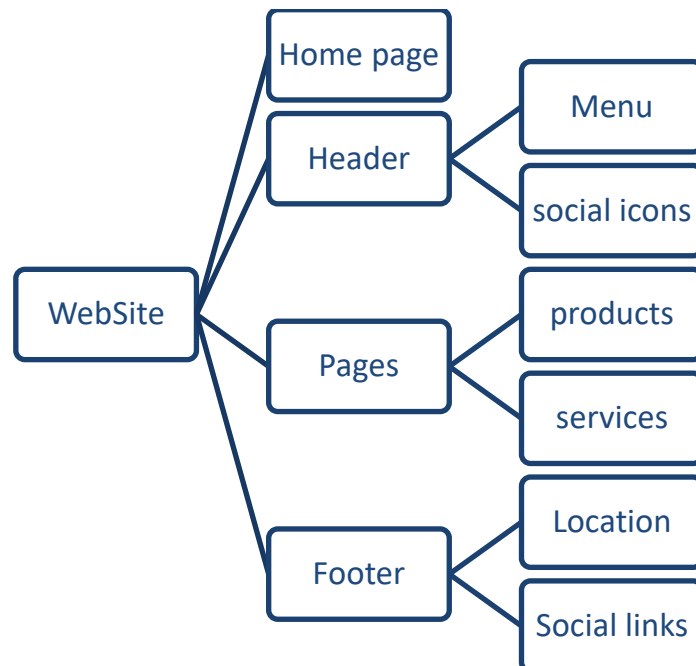 Home page
Header
Menu
social icons
WebSite
Pages
products
services
Footer
Location
Social links